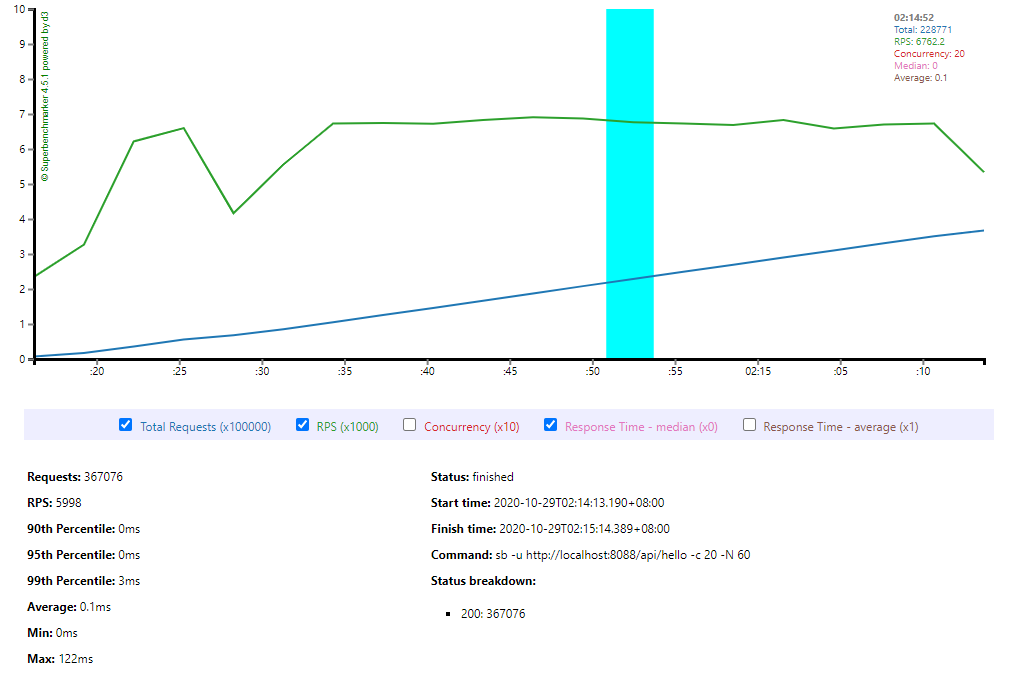 10
9
8
7
6
5
4
3
2
1
0
© Superbenchmarker 4.5.1 powered by d3
02:14:52
Total: 228771
RPS: 6762.2
Concurrency: 20
Median: 0
Average: 0.1
:20 :25 :30 :35 :40 :45 :50 :55 02:15 :05 :10
Total Requests (x100000) RPS (x1000) Concurrency (x10) Response Time - median (x0) Response Time - average (x1)
Requests: 367076
RPS: 5998
90th Percentile: 0ms
95th Percentile: 0ms
99th Percentile: 3ms
Average: 0.1ms
Min: 0ms
Max: 122ms
Status: finished
Start time: 2020-10-29T02:14:13.190+08:00
Finish time: 2020-10-29T02:15:14.389+08:00
Command: sb -u http://localhost:8088/api/hello -c 20 -N 60
Status breakdown:
200: 367076